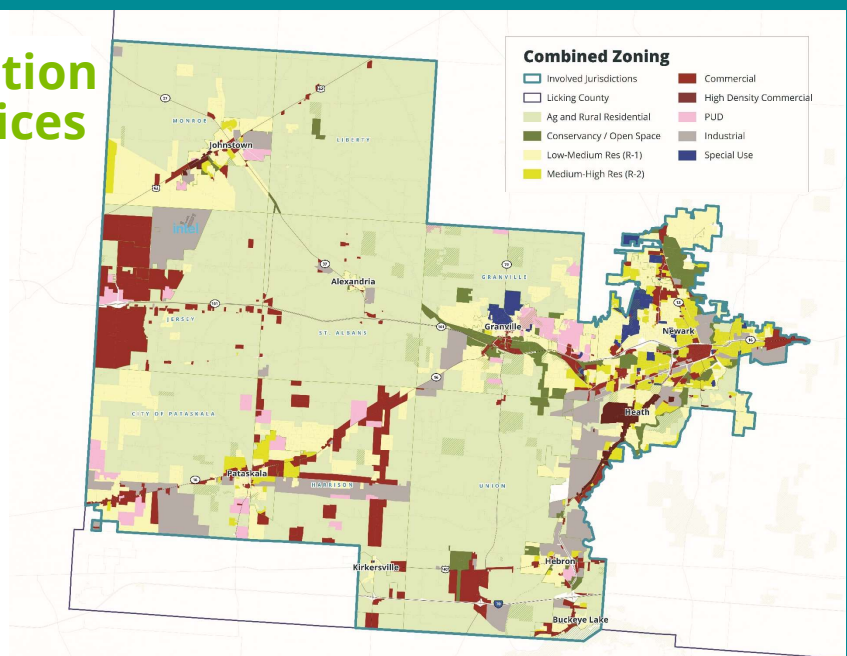 tion
ices
Combined Zoning
Involved Jurisdictions
Licking County
Ag and Rural Residential
Conservancy / Open Space
Low-Medium Res (R-1)
Medium-High Res (R-2)
Commercial
High Density Commercial
PUD
Industrial
Special Use
MONROE
LIBERTY
Johnstown
Intel
Alexandria
GRANVILLE
JERSEY
ST. ALBANS
Granville
Newark
CITY OF PATASKALA
Heath
Pataskala
HARRISON
UNION
Kirkersville
Hebron
Buckeye Lake